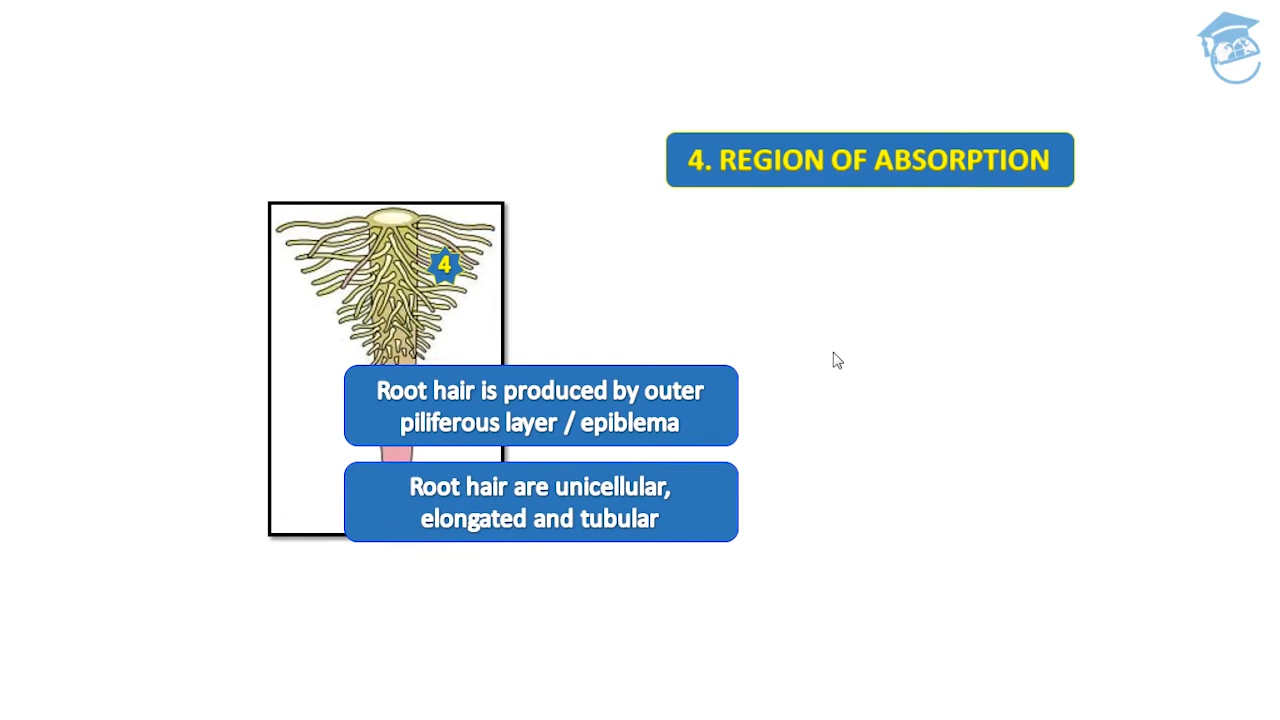 4. REGION OF ABSORPTION
4
Root hair is produced by outer
piliferous layer / epiblema
Root hair are unicellular,
elongated and tubular